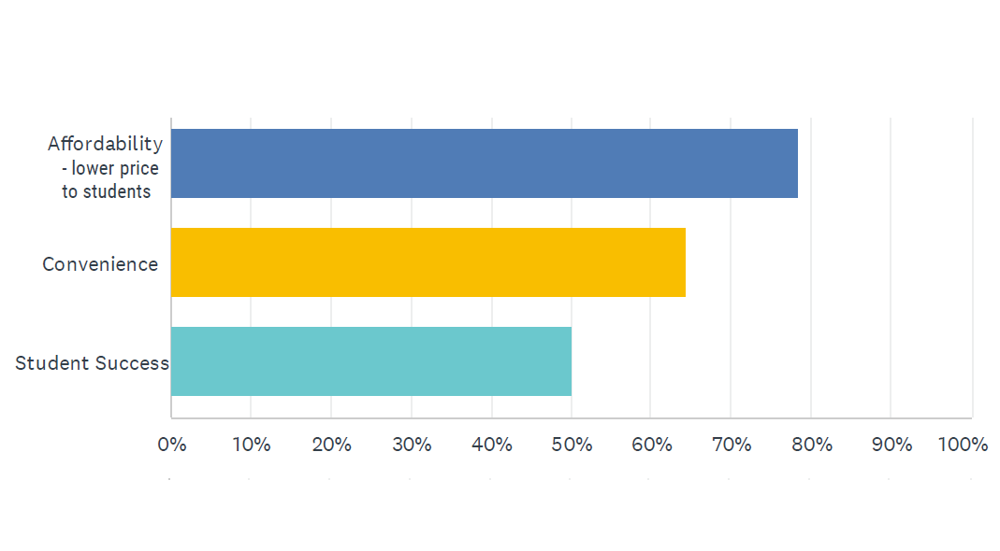 Affordability
- lower price
to students
Convenience
Student Success
0% 10% 20% 30% 40% 50% 60% 70% 80% 90% 100%